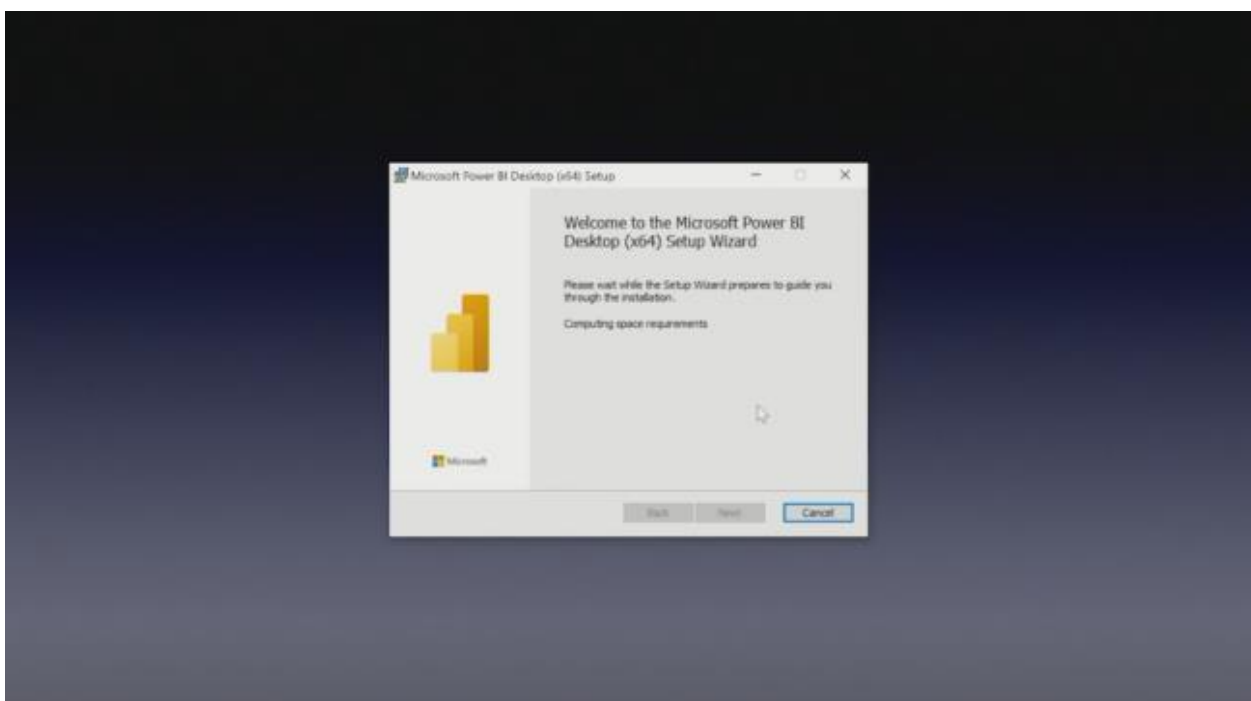 Microsoft Power BI Desktop (x64) Setup
Welcome to the Microsoft Power BI
Desktop (x64) Setup Wizard
Please wait while the Setup Wizard prepares to guide you
through the installation.
Computing space requirements
Microsoft
Back Next Cancel